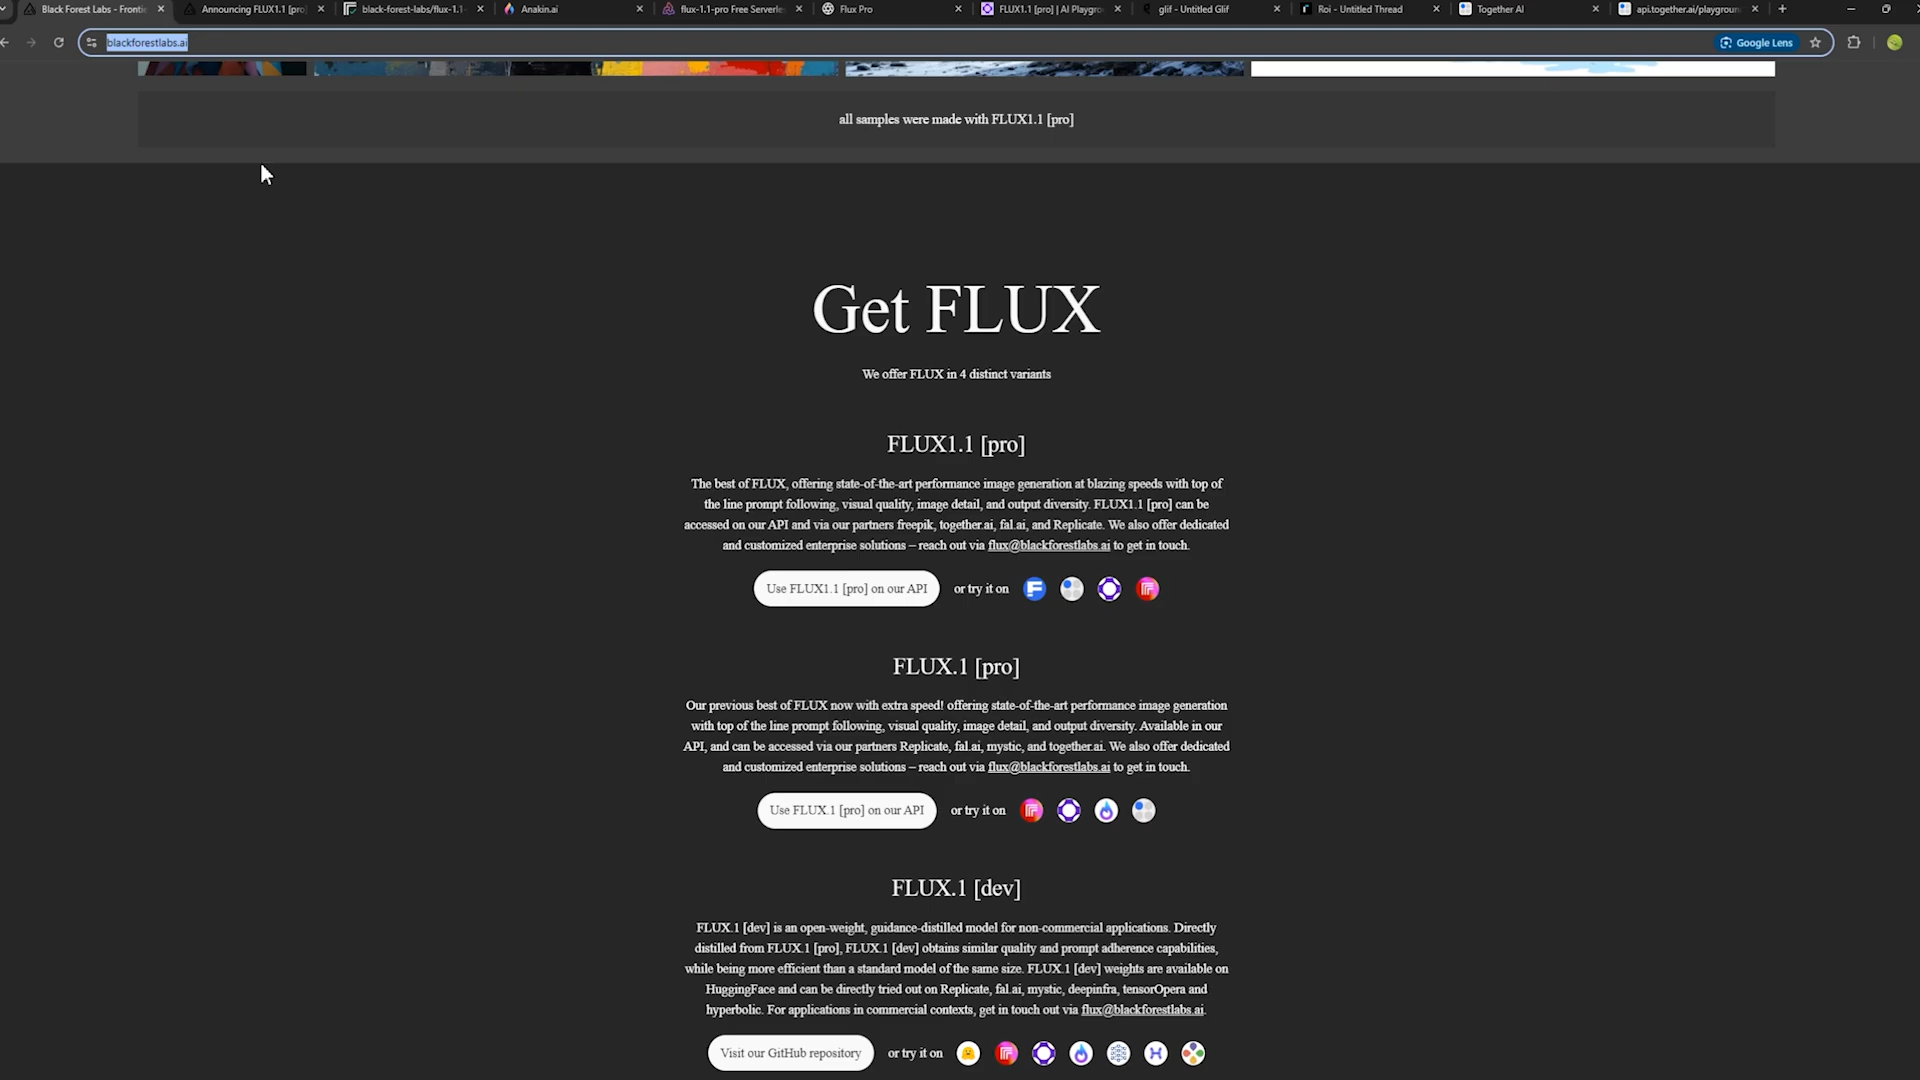 Black Forest Labs - Frontie
Announcing FLUX1.1 [pro]
black-forest-labs/flux-1.1-
Anakin.ai
flux-1.1-pro Free Serverles
Flux Pro
FLUX1.1 [pro] | AI Playgro
glif - Untitled Glif
Roi - Untitled Thread
Together AI
api.together.ai/playgroun
blackforestlabs.ai
Google Lens
all samples were made with FLUX1.1 [pro]
Get FLUX
We offer FLUX in 4 distinct variants
FLUX1.1 [pro]
The best of FLUX, offering state-of-the-art performance image generation at blazing speeds with top of
the line prompt following, visual quality, image detail, and output diversity. FLUX1.1 [pro] can be
accessed on our API and via our partners freepik, together.ai, fal.ai, and Replicate. We also offer dedicated
and customized enterprise solutions – reach out via flux@blackforestlabs.ai to get in touch.
Use FLUX1.1 [pro] on our API
or try it on
FLUX.1 [pro]
Our previous best of FLUX now with extra speed! offering state-of-the-art performance image generation
with top of the line prompt following, visual quality, image detail, and output diversity. Available in our
API, and can be accessed via our partners Replicate, fal.ai, mystic, and together.ai. We also offer dedicated
and customized enterprise solutions – reach out via flux@blackforestlabs.ai to get in touch.
Use FLUX.1 [pro] on our API
or try it on
FLUX.1 [dev]
FLUX.1 [dev] is an open-weight, guidance-distilled model for non-commercial applications. Directly
distilled from FLUX.1 [pro], FLUX.1 [dev] obtains similar quality and prompt adherence capabilities,
while being more efficient than a standard model of the same size. FLUX.1 [dev] weights are available on
HuggingFace and can be directly tried out on Replicate, fal.ai, mystic, deepinfra, tensorOpera and
hyperbolic. For applications in commercial contexts, get in touch out via flux@blackforestlabs.ai.
Visit our GitHub repository
or try it on